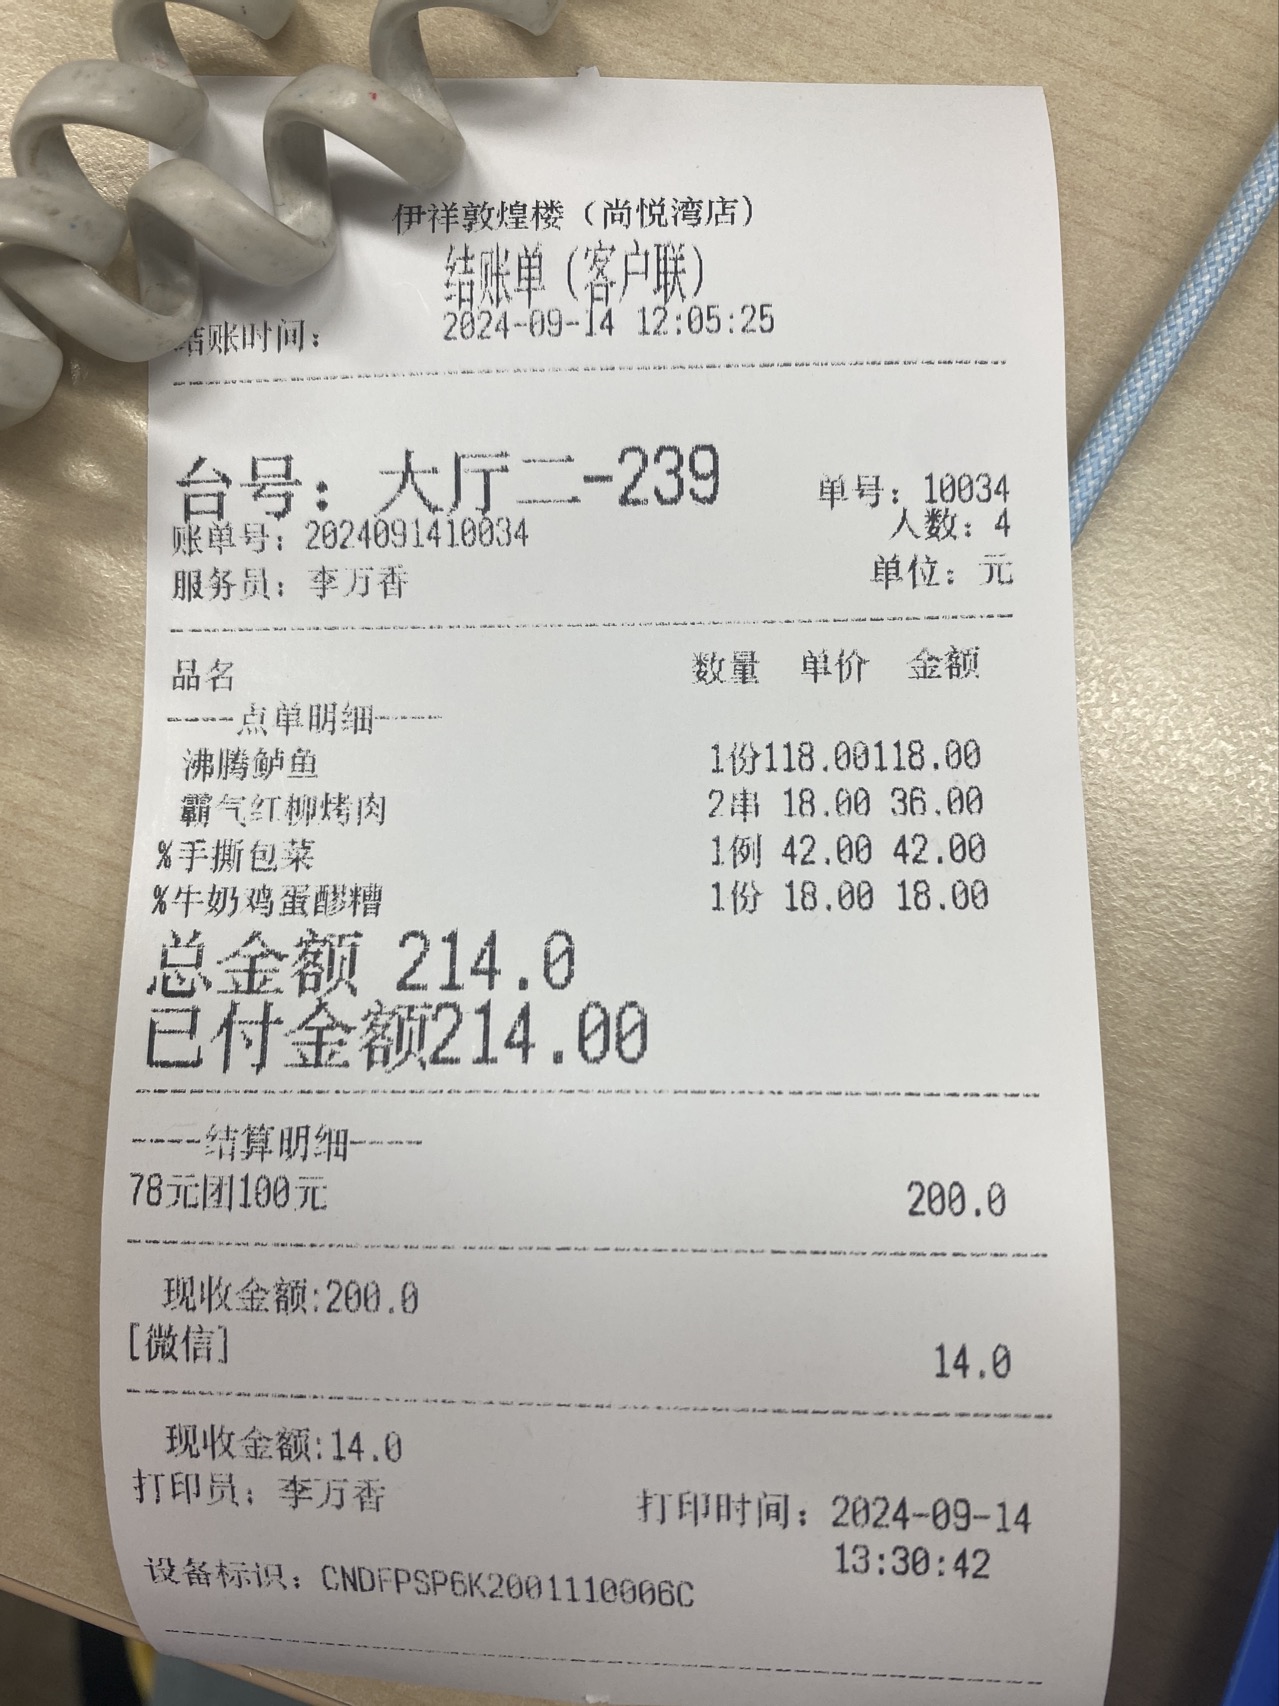 伊祥敦煌楼（尚悦湾店）
结账单（客户联）
结账时间： 2024-09-14 12:05:25
台号：大厅二-239 单号：10034
账单号：2024091410034 人数：4
服务员：李万香 单位：元
品名 数量 单价 金额
----点单明细----
沸腾鲈鱼 1份118.00118.00
霸气红柳烤肉 2串 18.00 36.00
%手撕包菜 1例 42.00 42.00
%牛奶鸡蛋醪糟 1份 18.00 18.00
总金额 214.0
已付金额214.00
----结算明细----
78元团100元 200.0
现收金额:200.0
[微信] 14.0
现收金额:14.0
打印员：李万香 打印时间：2024-09-14
13:30:42
设备标识：CNDFPSP6K2001110006C